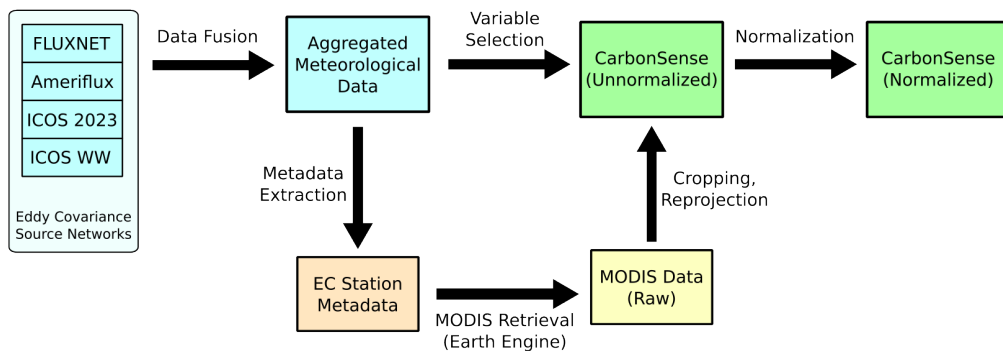 FLUXNET
Ameriflux
ICOS 2023
ICOS WW
Eddy Covariance
Source Networks
Data Fusion
Aggregated
Meteorological
Data
Variable
Selection
CarbonSense
(Unnormalized)
Normalization
CarbonSense
(Normalized)
Metadata
Extraction
Cropping,
Reprojection
EC Station
Metadata
MODIS Retrieval
(Earth Engine)
MODIS Data
(Raw)